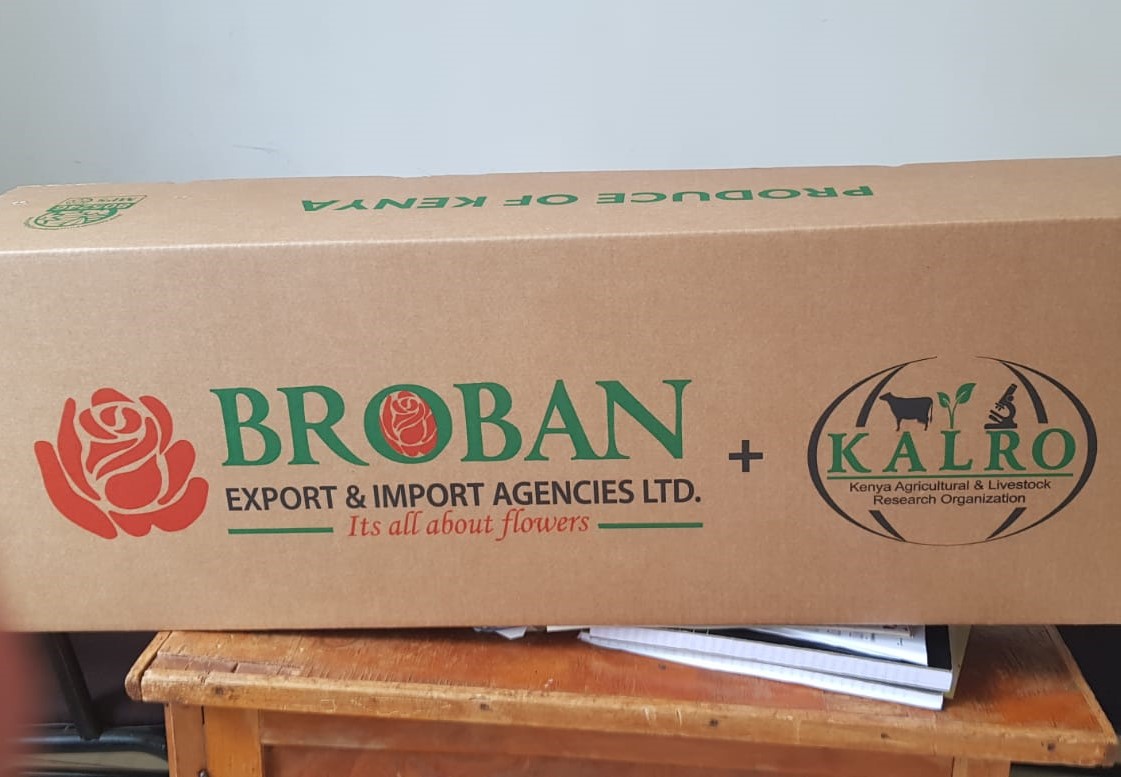 PRODUCE OF KENYA
BROBAN
EXPORT & IMPORT AGENCIES LTD.
Its all about flowers
+
KALRO
Kenya Agricultural & Livestock
Research Organization